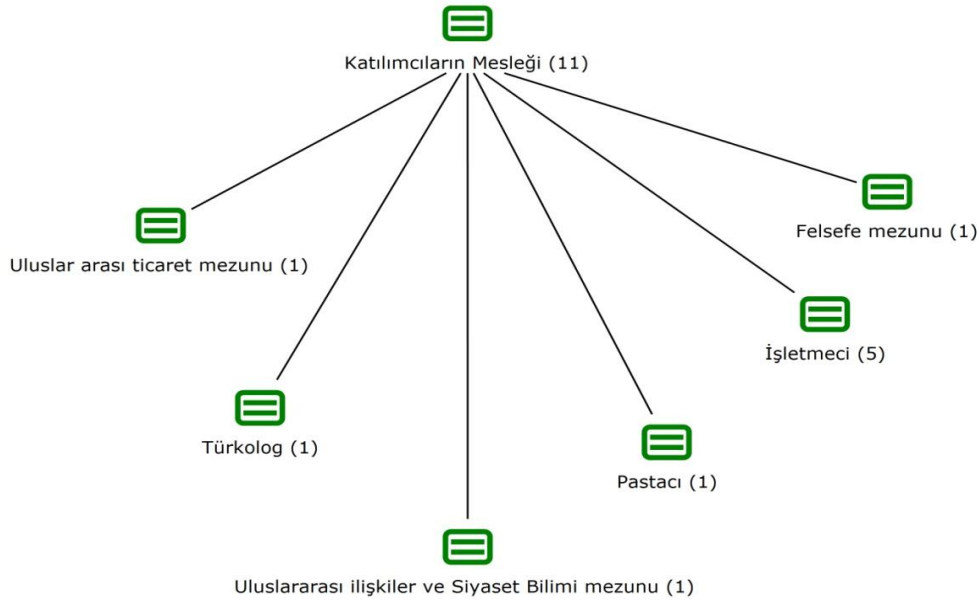 Katılımcıların Mesleği (11)
Felsefe mezunu (1)
Uluslar arası ticaret mezunu (1)
İşletmeci (5)
Türkolog (1)
Pastacı (1)
Uluslararası ilişkiler ve Siyaset Bilimi mezunu (1)